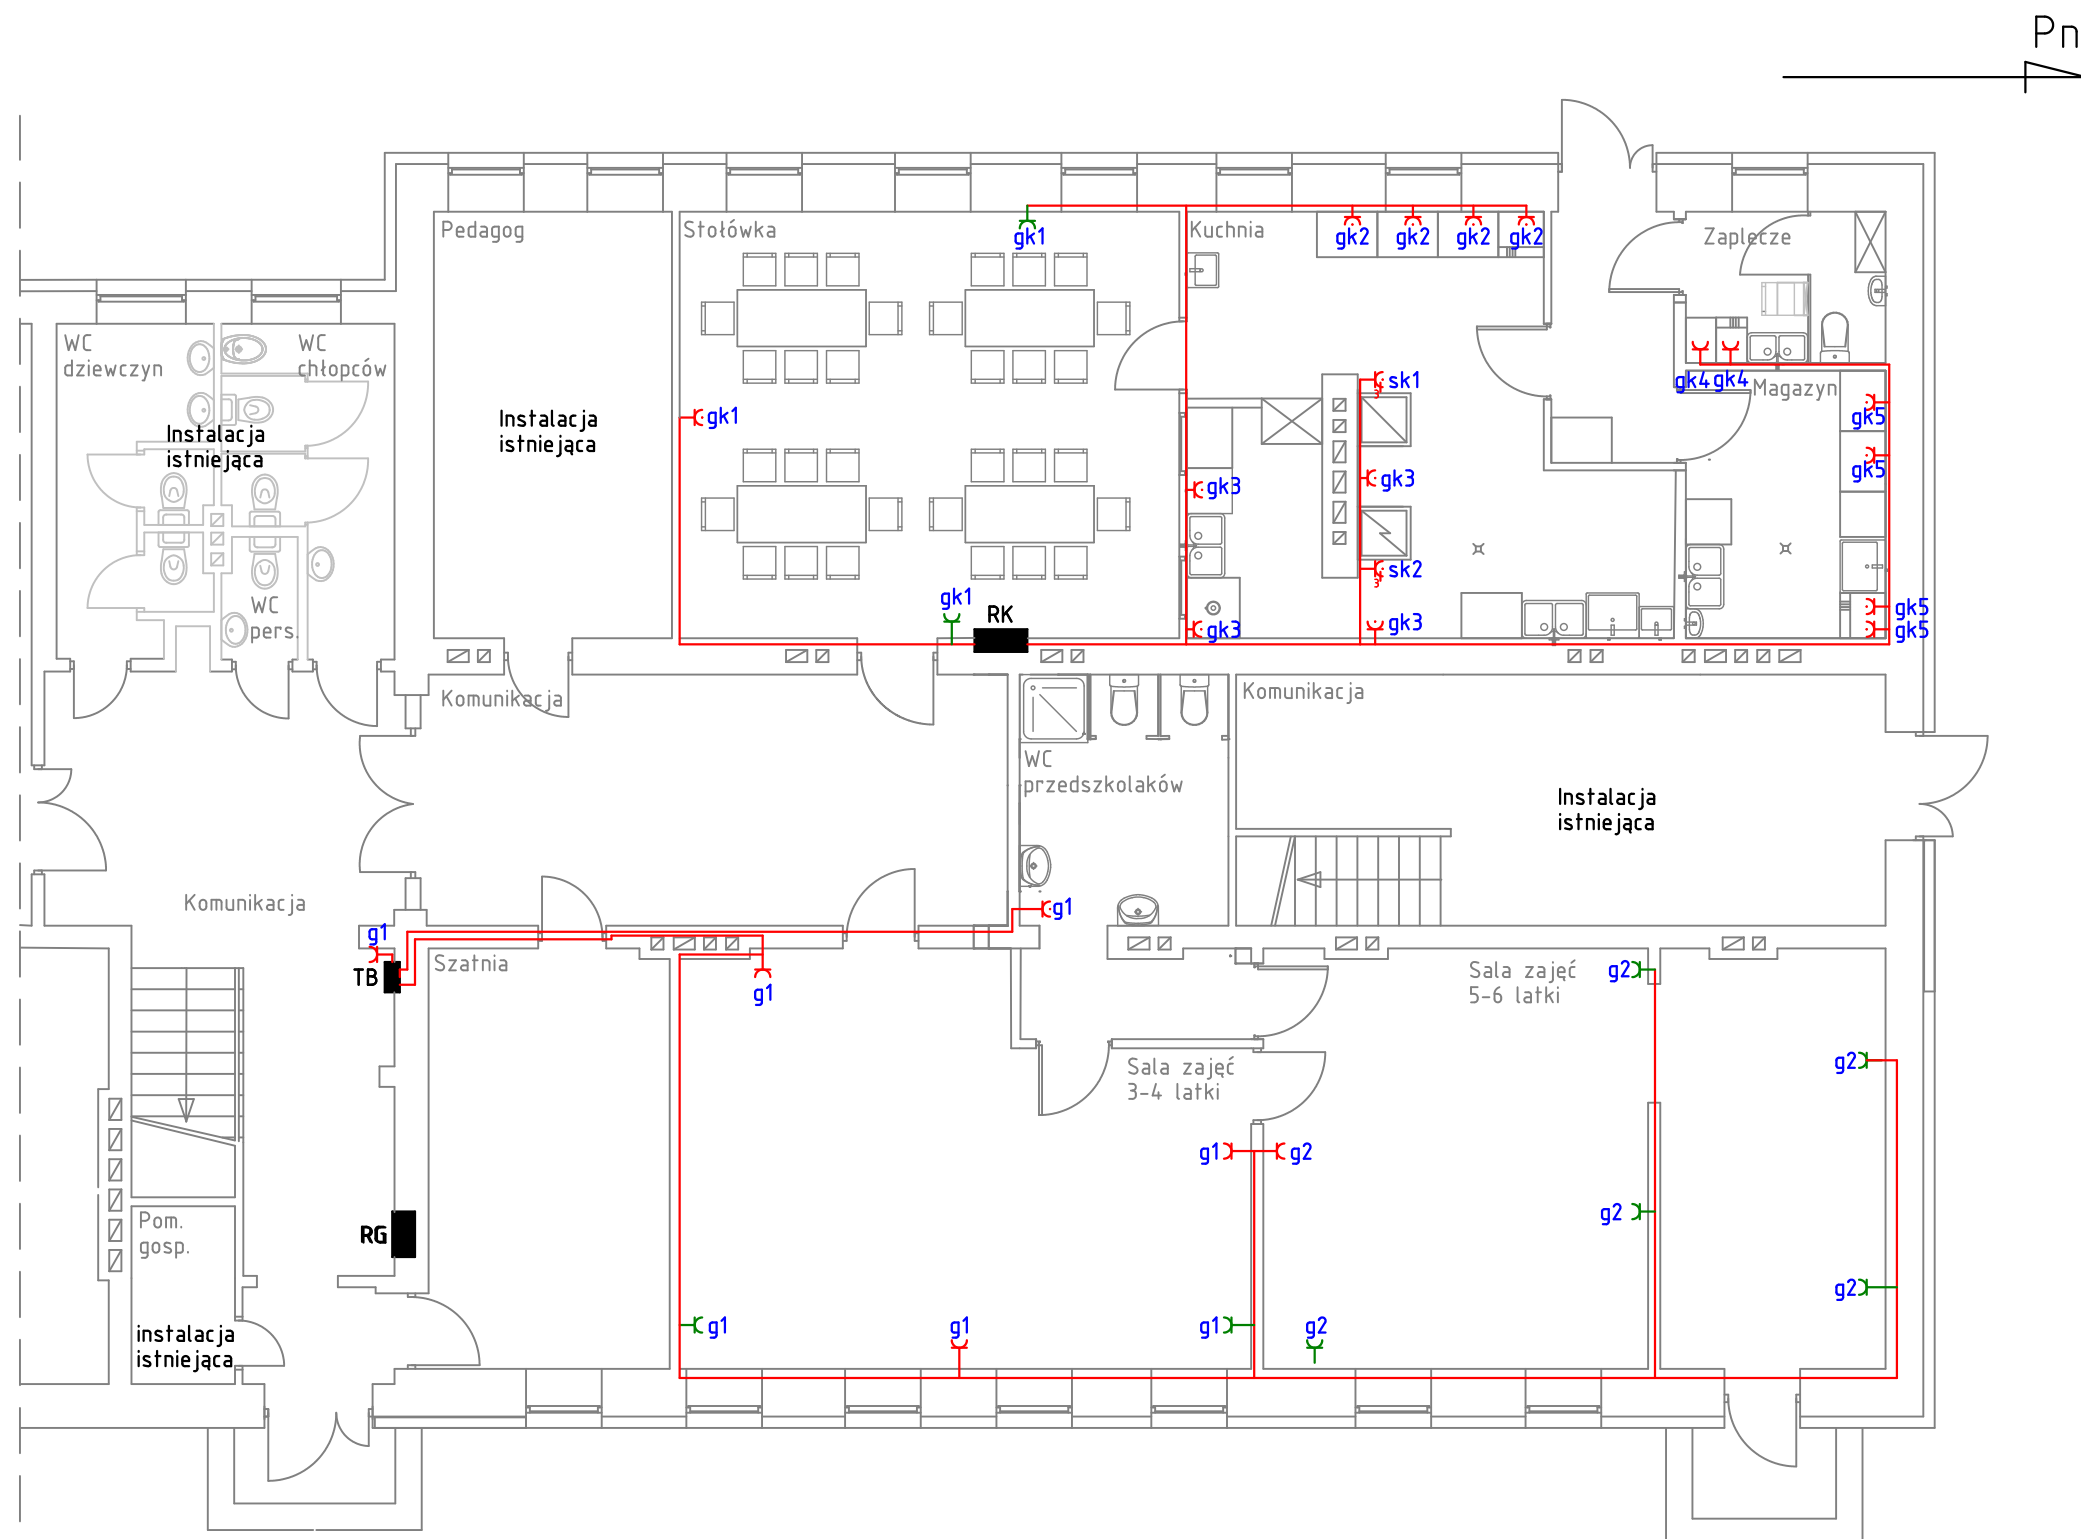 Pn
Pedagog
Stołówka
gk1
Kuchnia
gk2
gk2
gk2
gk2
Zaplecze
WC
dziewczyn
WC
chłopców
sk1
3
gk4
gk4
Magazyn
gk5
gk1
Instalacja
istniejąca
Instalacja
istniejąca
gk5
gk3
gk3
sk2
3
WC
pers.
gk1
RK
gk3
gk3
gk5
gk5
Komunikacja
Komunikacja
WC
przedszkolaków
Instalacja
istniejąca
Komunikacja
g1
g1
TB
Szatnia
g1
Sala zajęć
5-6 latki
g2
Sala zajęć
3-4 latki
g2
g1
g2
g2
Pom.
gosp.
RG
g2
instalacja
istniejąca
g1
g1
g1
g2